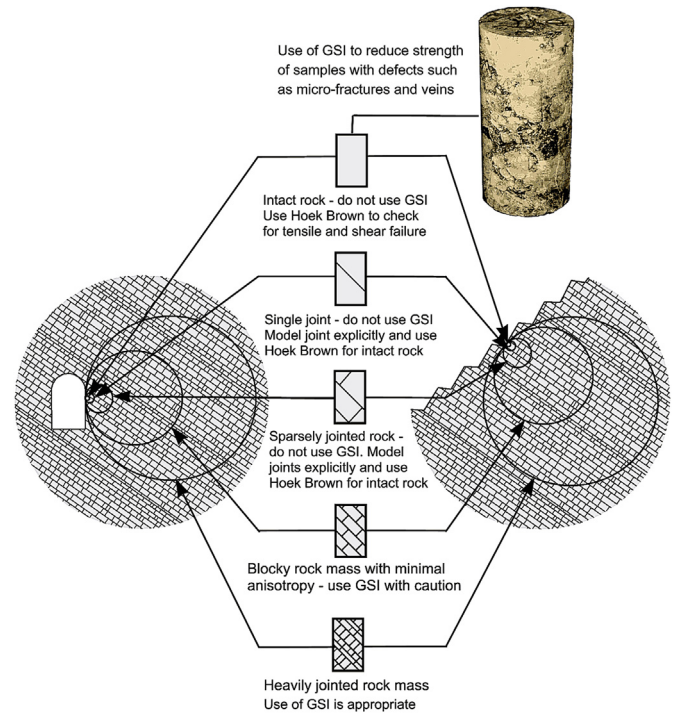 Use of GSI to reduce strength
of samples with defects such
as micro-fractures and veins
Intact rock - do not use GSI
Use Hoek Brown to check
for tensile and shear failure
Single joint - do not use GSI
Model joint explicitly and use
Hoek Brown for intact rock
Sparsely jointed rock -
do not use GSI. Model
joints explicitly and use
Hoek Brown for intact rock
Blocky rock mass with minimal
anisotropy - use GSI with caution
Heavily jointed rock mass
Use of GSI is appropriate